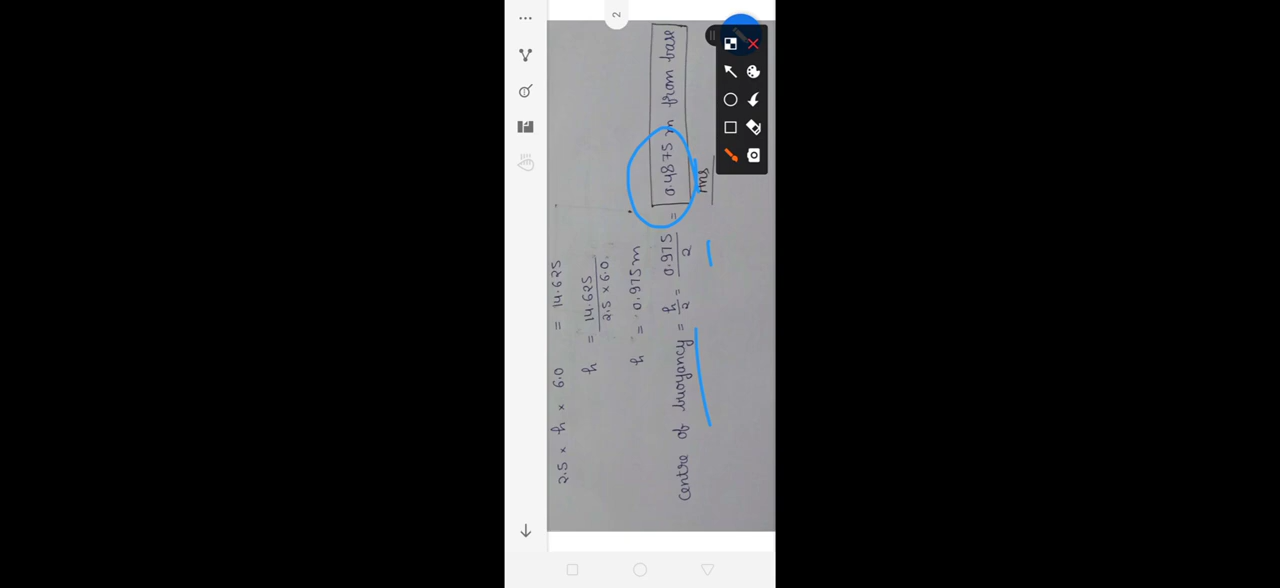 2.5 x h x 6.0 = 14.625
h = 14.625 / 2.5 x 6.0.
h = 0.975 m
Centre of buoyancy = h/2 = 0.975/2 = 0.4875 m from base
Ans
2